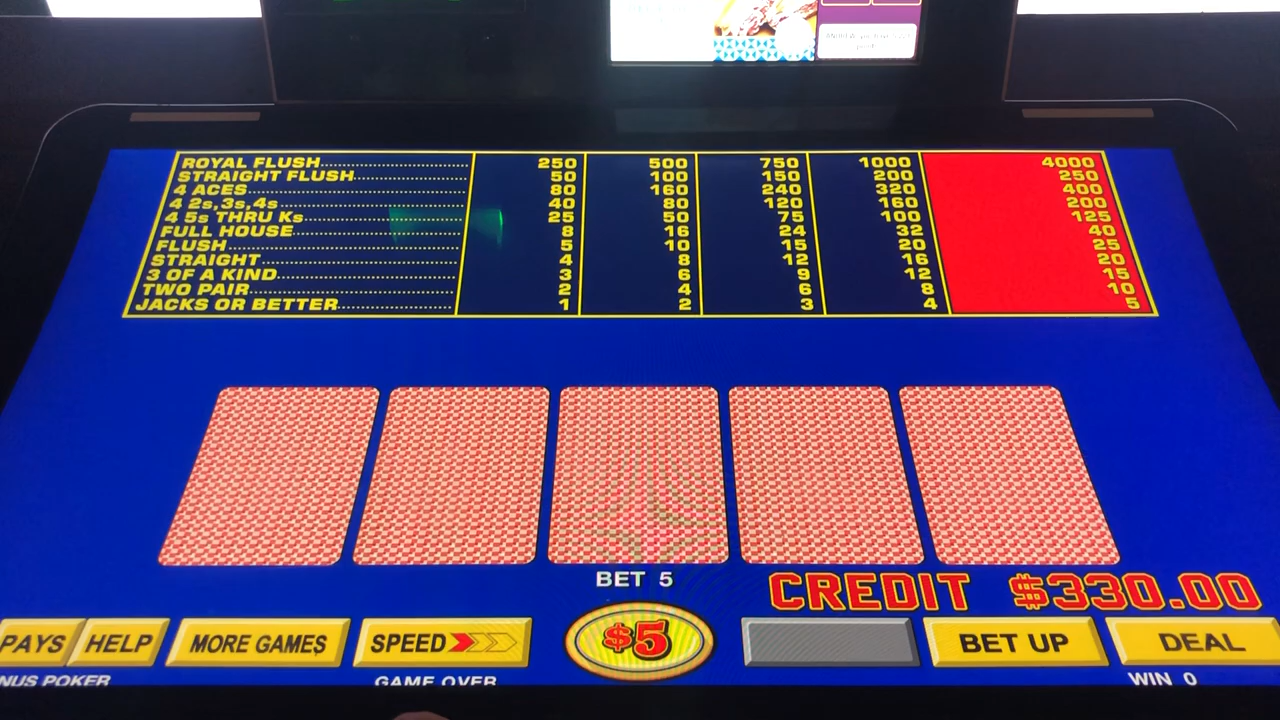 ROYAL FLUSH 250 500 750 1000 4000
STRAIGHT FLUSH 50 100 150 200 250
4 ACES 80 160 240 320 400
4 2s,3s,4s 40 80 120 160 200
4 5s THRU Ks 25 50 75 100 125
FULL HOUSE 8 16 24 32 40
FLUSH 5 10 15 20 25
STRAIGHT 4 8 12 16 20
3 OF A KIND 3 6 9 12 15
TWO PAIR 2 4 6 8 10
JACKS OR BETTER 1 2 3 4 5
BET 5
CREDIT $330.00
PAYS HELP MORE GAMES SPEED $5 BET UP DEAL
NUS POKER GAME OVER WIN 0